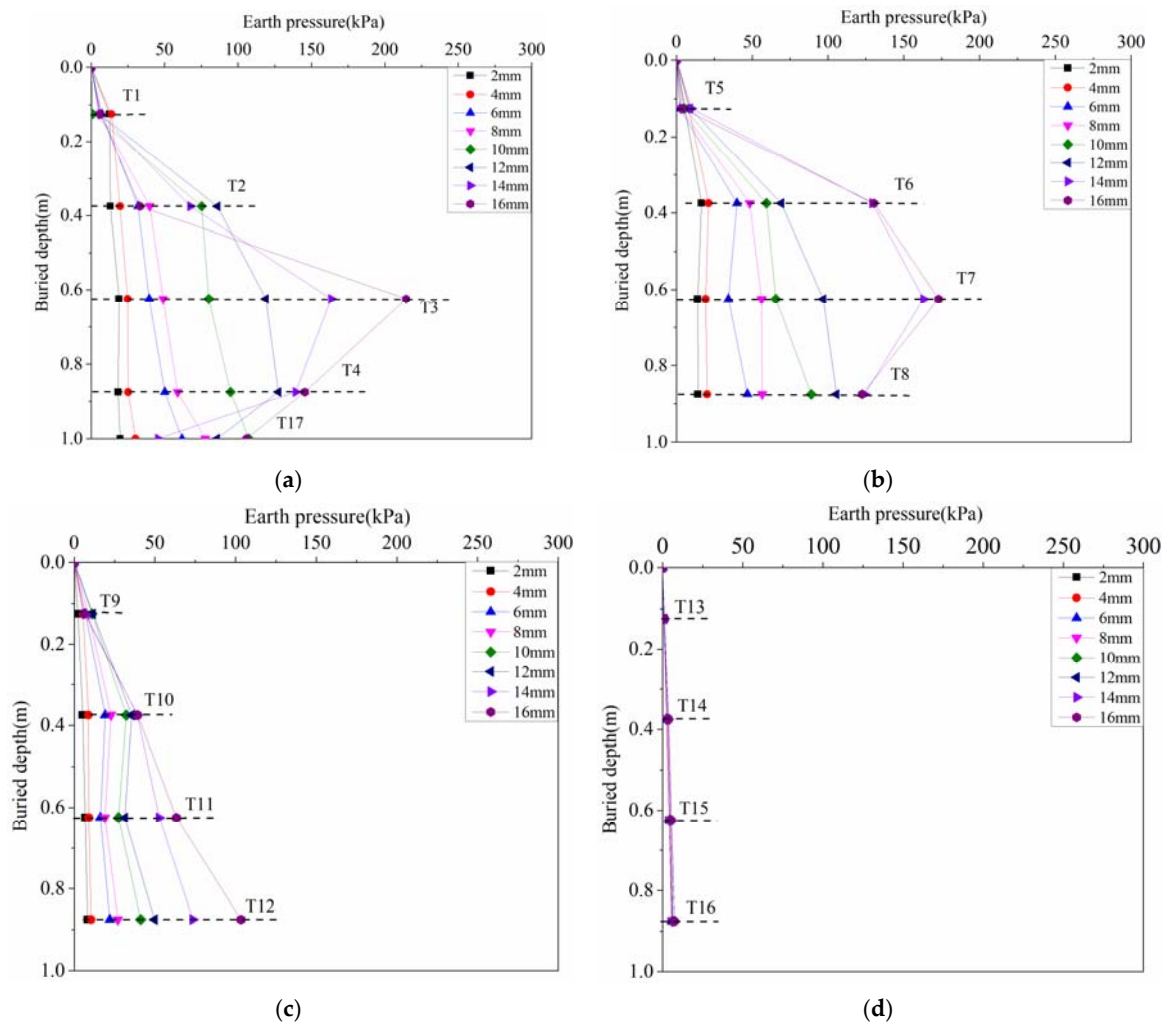 Earth pressure(kPa)
0 50 100 150 200 250 300
0.0
0.2
0.4
0.6
0.8
1.0
Buried depth(m)
T1
T2
T3
T4
T17
2mm
4mm
6mm
8mm
10mm
12mm
14mm
16mm
(a)
Earth pressure(kPa)
0 50 100 150 200 250 300
0.0
0.2
0.4
0.6
0.8
1.0
Buried depth(m)
T5
T6
T7
T8
2mm
4mm
6mm
8mm
10mm
12mm
14mm
16mm
(b)
Earth pressure(kPa)
0 50 100 150 200 250 300
0.0
0.2
0.4
0.6
0.8
1.0
Buried depth(m)
T9
T10
T11
T12
2mm
4mm
6mm
8mm
10mm
12mm
14mm
16mm
(c)
Earth pressure(kPa)
0 50 100 150 200 250 300
0.0
0.2
0.4
0.6
0.8
1.0
Buried depth(m)
T13
T14
T15
T16
2mm
4mm
6mm
8mm
10mm
12mm
14mm
16mm
(d)